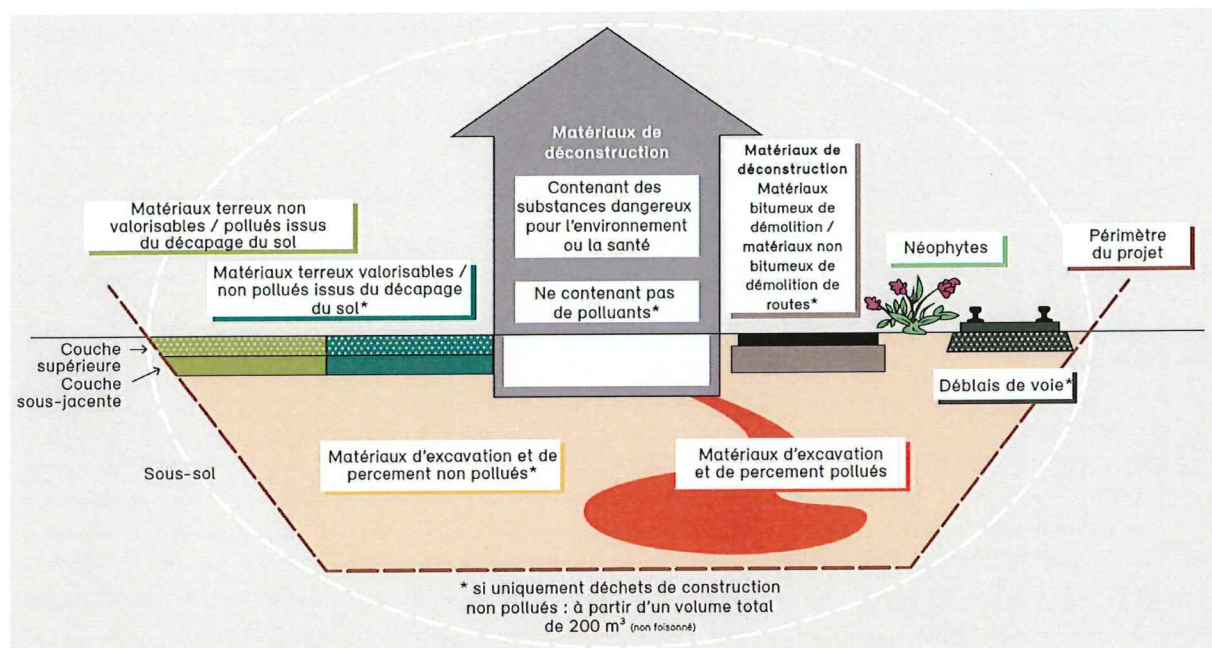 Matériaux de
déconstruction
Contenant des
substances dangereux
pour l'environnement
ou la santé
Ne contenant pas
de polluants*
Matériaux de
déconstruction
Matériaux
bitumeux de
démolition /
matériaux non
bitumeux de
démolition de
routes*
Matériaux terreux non
valorisables / pollués issus
du décapage du sol
Matériaux terreux valorisables /
non pollués issus du décapage
du sol*
Néophytes
Périmètre
du projet
Couche
supérieure
Couche
sous-jacente
Déblais de voie*
Sous-sol
Matériaux d'excavation et de
percement non pollués*
Matériaux d'excavation
et de percement pollués
* si uniquement déchets de construction
non pollués : à partir d'un volume total
de 200 m³ (non foisonné)